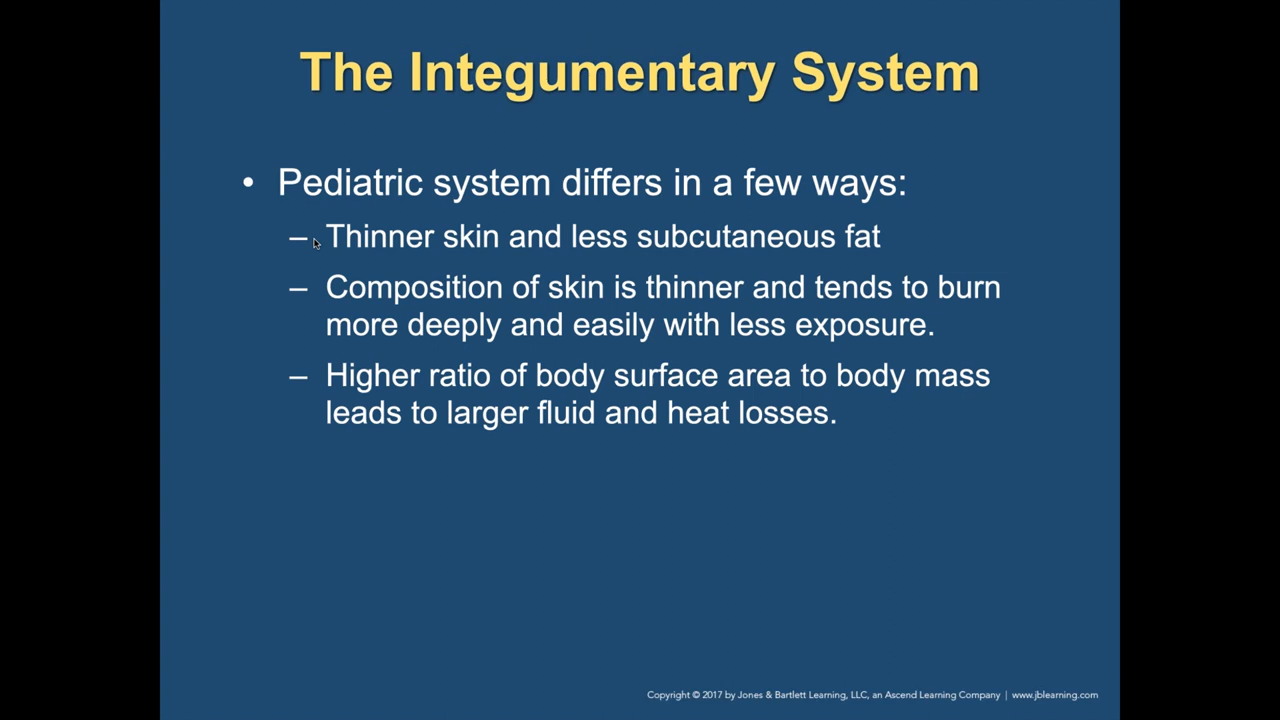 The Integumentary System
• Pediatric system differs in a few ways:
– Thinner skin and less subcutaneous fat
– Composition of skin is thinner and tends to burn
more deeply and easily with less exposure.
– Higher ratio of body surface area to body mass
leads to larger fluid and heat losses.
Copyright © 2017 by Jones & Bartlett Learning, LLC, an Ascend Learning Company | www.jblearning.com